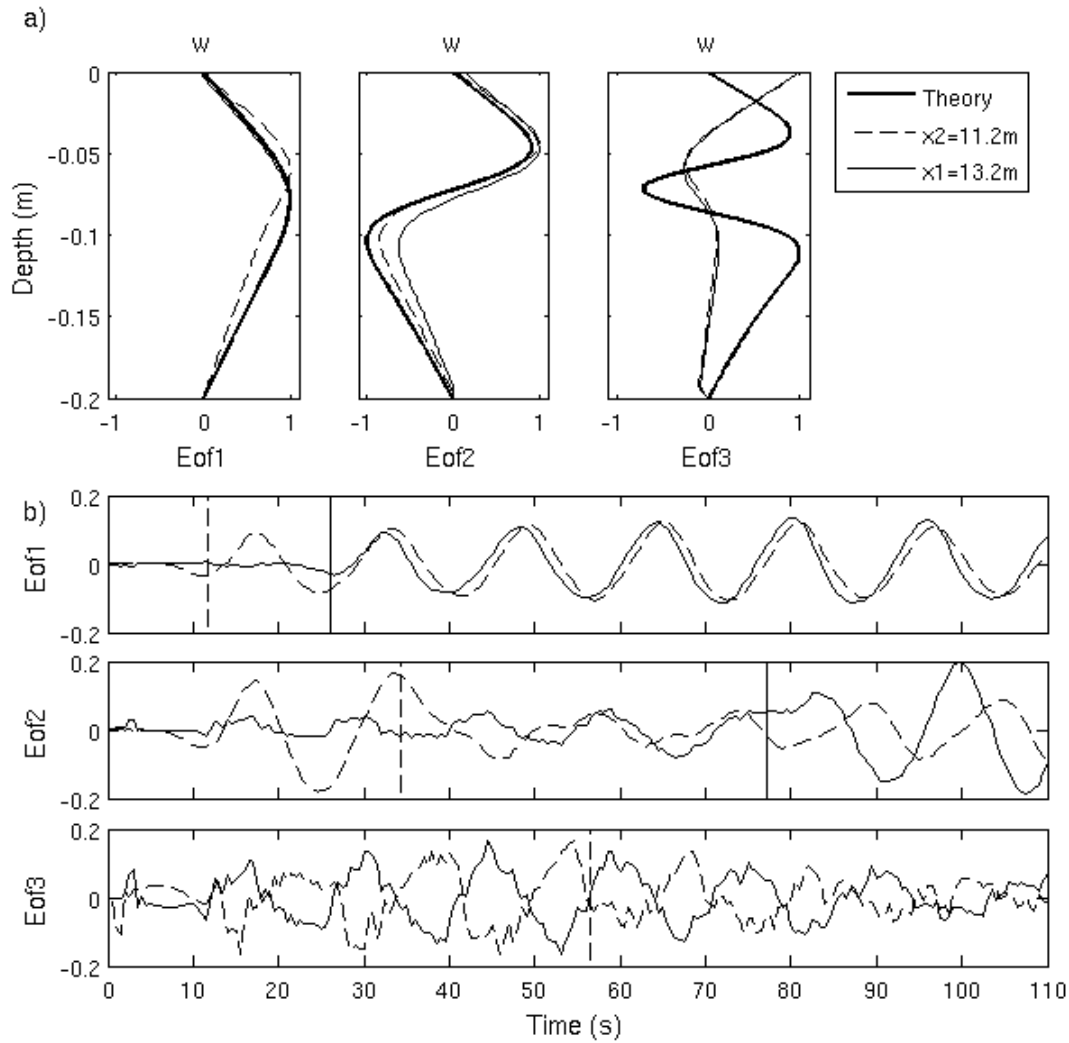 a)
w w w
0
-0.05
-0.1
-0.15
-0.2
Depth (m)
-1 0 1 -1 0 1 -1 0 1
Eof1 Eof2 Eof3
Theory
x2=11.2m
x1=13.2m
b)
0.2
0
-0.2
Eof1
0.2
0
-0.2
Eof2
0.2
0
-0.2
Eof3
0 10 20 30 40 50 60 70 80 90 100 110
Time (s)